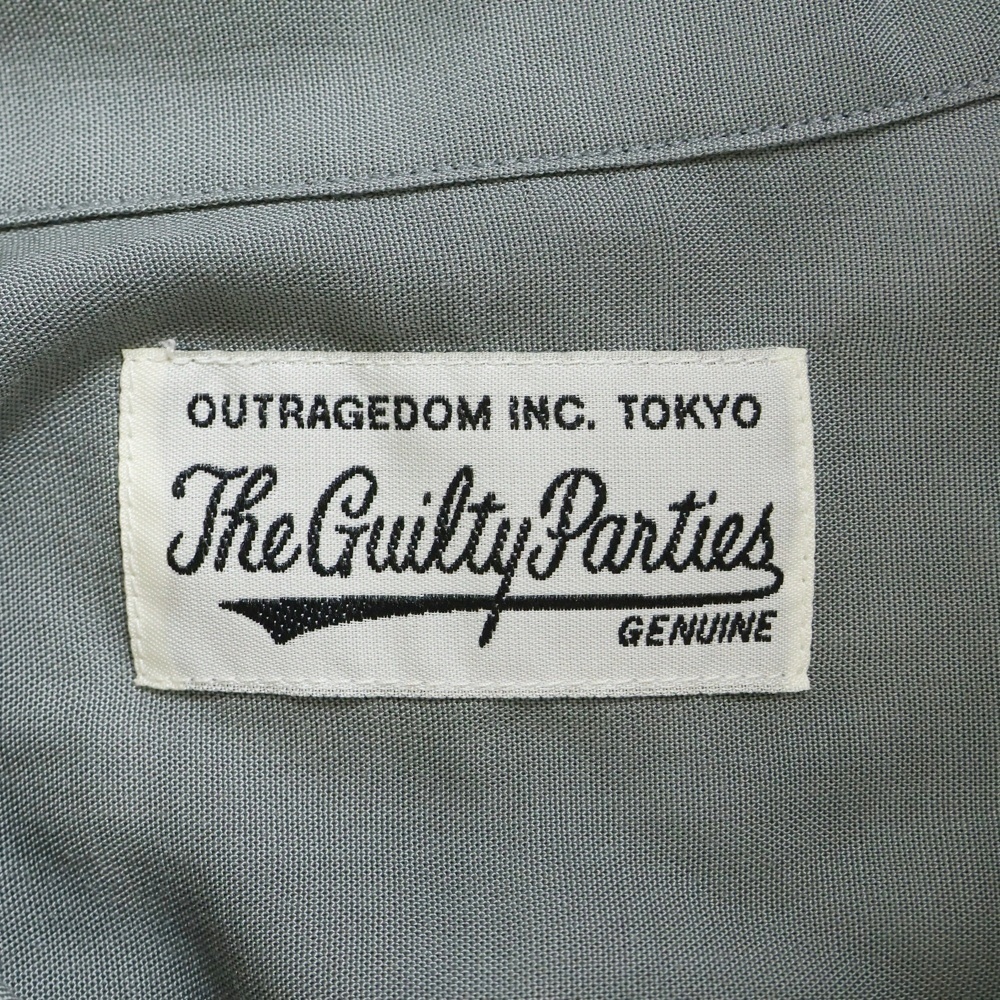 OUTRAGEDOM INC. TOKYO
The Guilty Parties
GENUINE